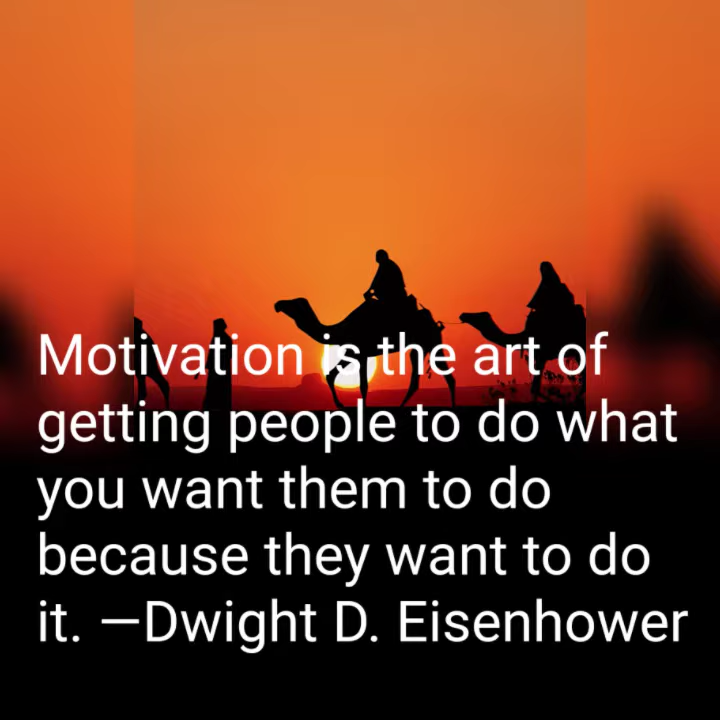 Motivation is the art of
getting people to do what
you want them to do
because they want to do
it. —Dwight D. Eisenhower